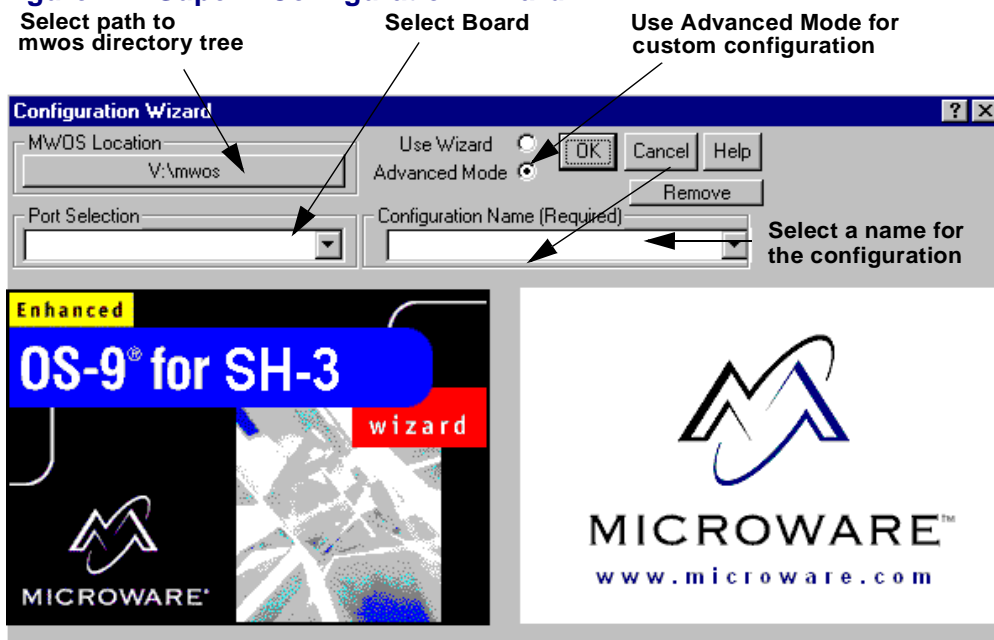 Select path to
mwos directory tree
Select Board
Use Advanced Mode for
custom configuration
Configuration Wizard
MWOS Location
V:\mwos
Use Wizard
Advanced Mode
OK
Cancel
Help
Remove
Port Selection
Configuration Name (Required)
Select a name for
the configuration
Enhanced
OS-9® for SH-3
wizard
MICROWARE
MICROWARE™
www.microware.com